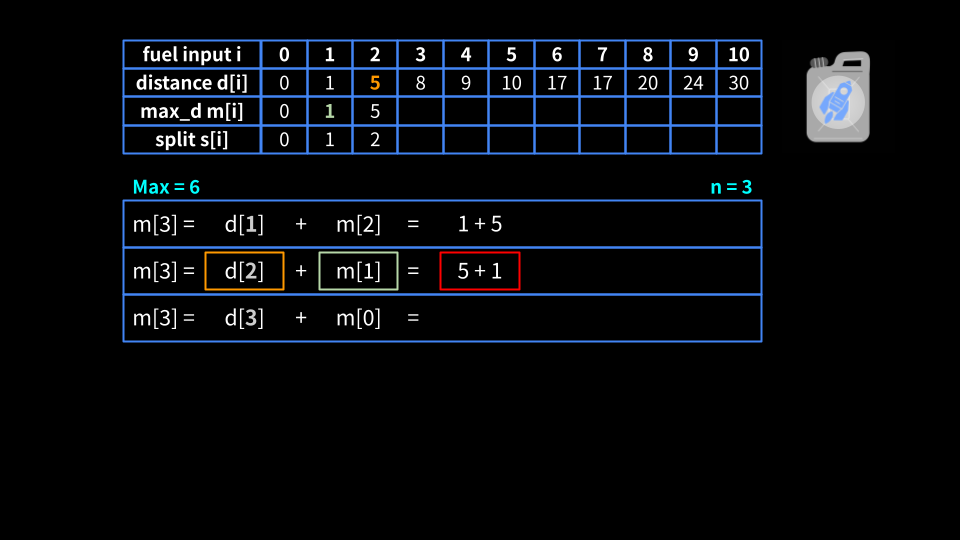 fuel input i 0 1 2 3 4 5 6 7 8 9 10
distance d[i] 0 1 5 8 9 10 17 17 20 24 30
max_d m[i] 0 1 5
split s[i] 0 1 2
Max = 6 n = 3
m[3] = d[1] + m[2] = 1 + 5
m[3] = d[2] + m[1] = 5 + 1
m[3] = d[3] + m[0] =